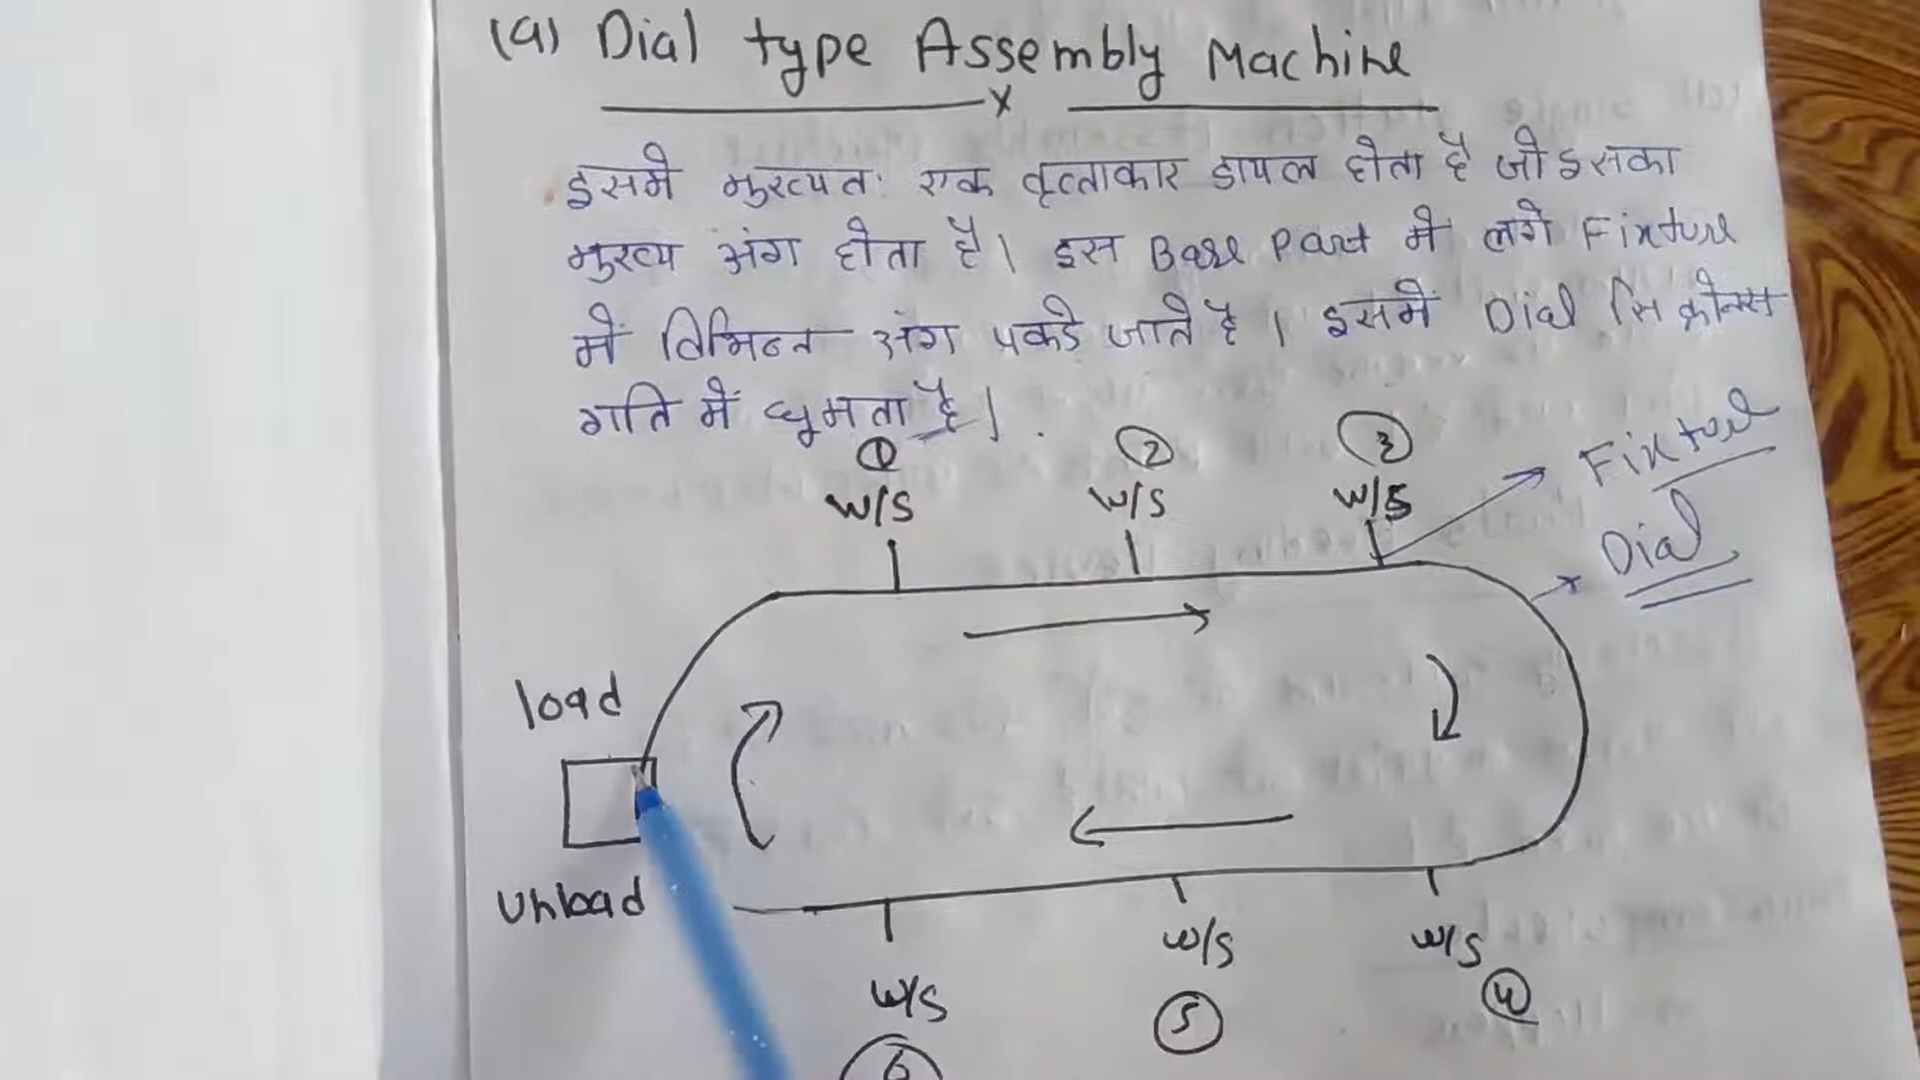 (a) Dial type Assembly Machine
इसमे मुख्यतः एक वृत्ताकार डायल होता है जो इसका
मुख्य अंग होता है। इस Base Part मे लगे Fixture
में विभिन्न अंग पकडे जाते है। इसमें Dial सिक्रोनस
गति में घूमता है।
① ② ③
W/S W/S W/S
Fixture
Dial
load
Unload
W/S W/S W/S
⑥ ⑤ ④